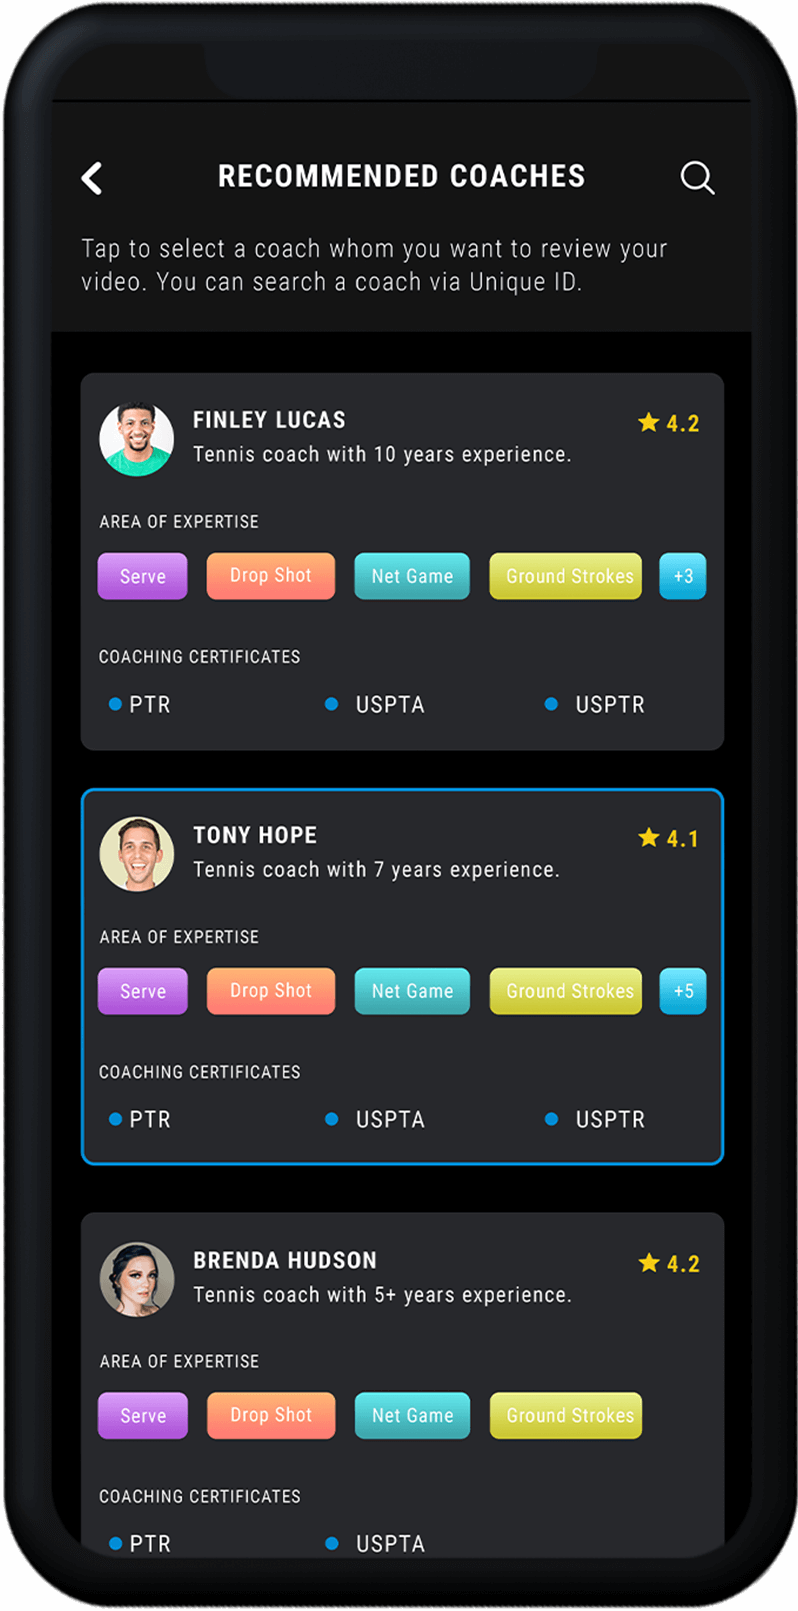 RECOMMENDED COACHES
Tap to select a coach whom you want to review your
video. You can search a coach via Unique ID.
FINLEY LUCAS
4.2
Tennis coach with 10 years experience.
AREA OF EXPERTISE
Serve Drop Shot Net Game Ground Strokes +3
COACHING CERTIFICATES
PTR USPTA USPTR
TONY HOPE
4.1
Tennis coach with 7 years experience.
AREA OF EXPERTISE
Serve Drop Shot Net Game Ground Strokes +5
COACHING CERTIFICATES
PTR USPTA USPTR
BRENDA HUDSON
4.2
Tennis coach with 5+ years experience.
AREA OF EXPERTISE
Serve Drop Shot Net Game Ground Strokes
COACHING CERTIFICATES
PTR USPTA